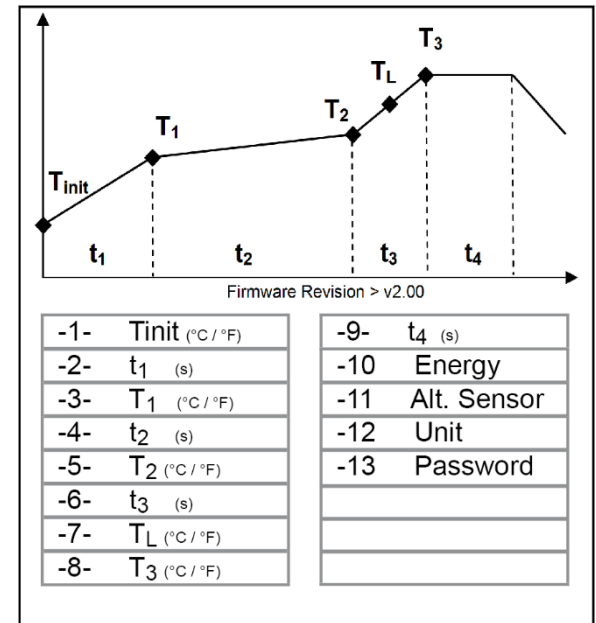 T3
TL
T2
T1
Tinit
t1 t2 t3 t4
Firmware Revision > v2.00
-1- Tinit (°C / °F)
-2- t1 (s)
-3- T1 (°C / °F)
-4- t2 (s)
-5- T2 (°C / °F)
-6- t3 (s)
-7- TL (°C / °F)
-8- T3 (°C / °F)
-9- t4 (s)
-10 Energy
-11 Alt. Sensor
-12 Unit
-13 Password